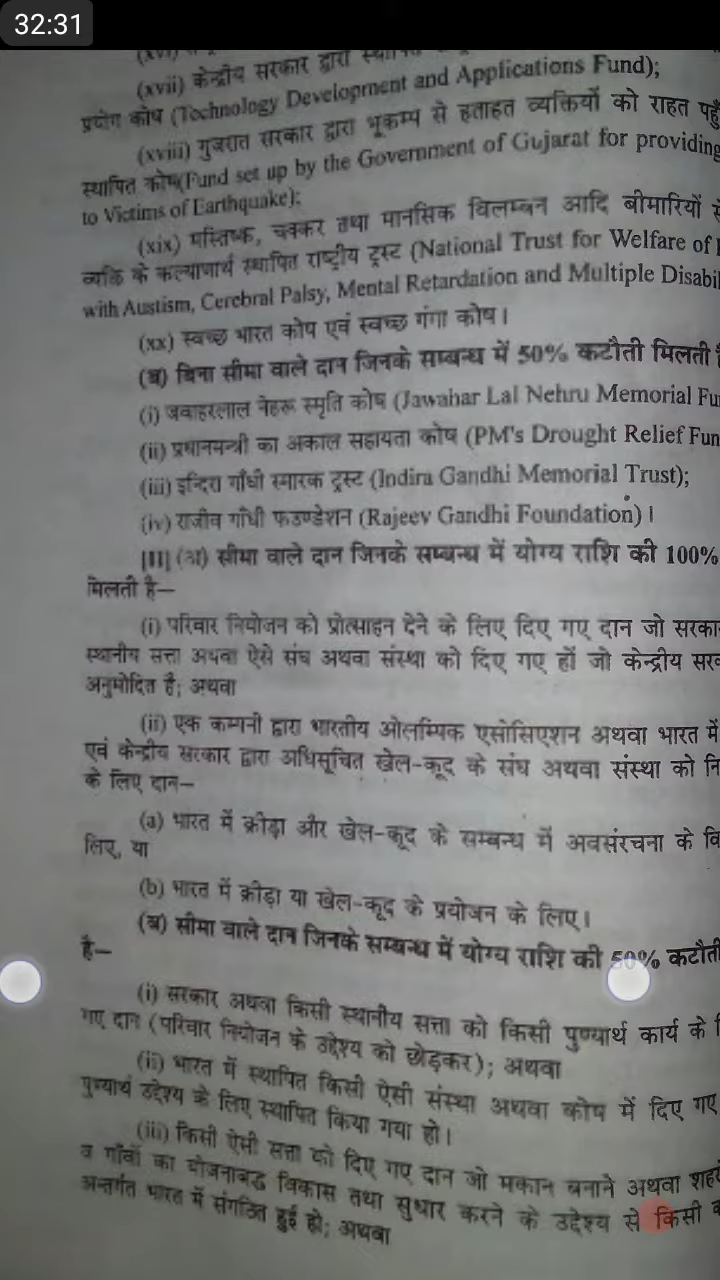 32:31
(xvii) केन्द्रीय सरकार द्वारा
प्रयोग कोष (Technology Development and Applications Fund);
(xviii) गुजरात सरकार द्वारा भूकम्प से हताहत व्यक्तियों को राहत
स्थापित कोष(Fund set up by the Government of Gujarat for providing
to Victims of Earthquake);
(xix) मस्तिष्क, चक्कर तथा मानसिक विलम्बन आदि बीमारियों
व्यक्ति के कल्याणार्थ स्थापित राष्ट्रीय ट्रस्ट (National Trust for Welfare of
with Austism, Cerebral Palsy, Mental Retardation and Multiple Disabil
(xx) स्वच्छ भारत कोष एवं स्वच्छ गंगा कोष।
(ब) बिना सीमा वाले दान जिनके सम्बन्ध में 50% कटौती मिलती
(i) जवाहरलाल नेहरू स्मृति कोष (Jawahar Lal Nehru Memorial Fu
(ii) प्रधानमन्त्री का अकाल सहायता कोष (PM's Drought Relief Fun
(iii) इन्दिरा गाँधी स्मारक ट्रस्ट (Indira Gandhi Memorial Trust);
(iv) राजीव गाँधी फउण्डेशन (Rajeev Gandhi Foundation)।
[II] (अ) सीमा वाले दान जिनके सम्बन्ध में योग्य राशि की 100%
मिलती है—
(i) परिवार नियोजन को प्रोत्साहन देने के लिए दिए गए दान जो सरका
स्थानीय सत्ता अथवा ऐसे संघ अथवा संस्था को दिए गए हों जो केन्द्रीय सर
अनुमोदित है; अथवा
(ii) एक कम्पनी द्वारा भारतीय ओलम्पिक एसोसिएशन अथवा भारत में
एवं केन्द्रीय सरकार द्वारा अधिसूचित खेल-कूद के संघ अथवा संस्था को नि
के लिए दान—
(a) भारत में क्रीड़ा और खेल-कूद के सम्बन्ध में अवसंरचना के वि
लिए, या
(b) भारत में क्रीड़ा या खेल-कूद के प्रयोजन के लिए।
(ब) सीमा वाले दान जिनके सम्बन्ध में योग्य राशि की 50% कटौती
है—
(i) सरकार अथवा किसी स्थानीय सत्ता को किसी पुण्यार्थ कार्य के
गए दान (परिवार नियोजन के उद्देश्य को छोड़कर); अथवा
(ii) भारत में स्थापित किसी ऐसी संस्था अथवा कोष में दिए गए
पुण्यार्थ उद्देश्य के लिए स्थापित किया गया हो।
(iii) किसी ऐसी सत्ता को दिए गए दान जो मकान बनाने अथवा शहर
व गाँवों का योजनाबद्ध विकास तथा सुधार करने के उद्देश्य से किसी
अन्तर्गत भारत में संगठित हुई हो; अथवा